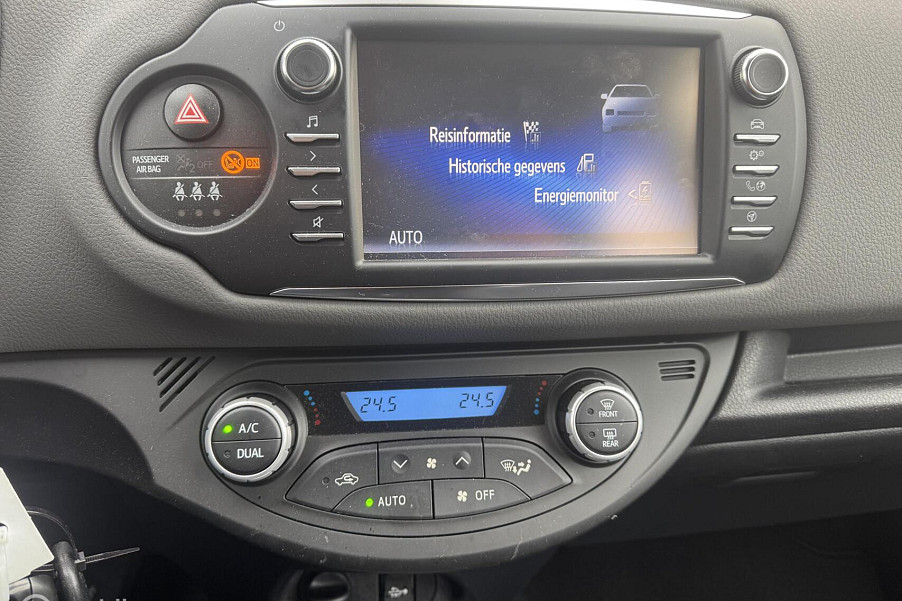 PASSENGER
AIR BAG
OFF
ON
Reisinformatie
Historische gegevens
Energiemonitor
AUTO
24.5
24.5
A/C
DUAL
AUTO
OFF
FRONT
REAR